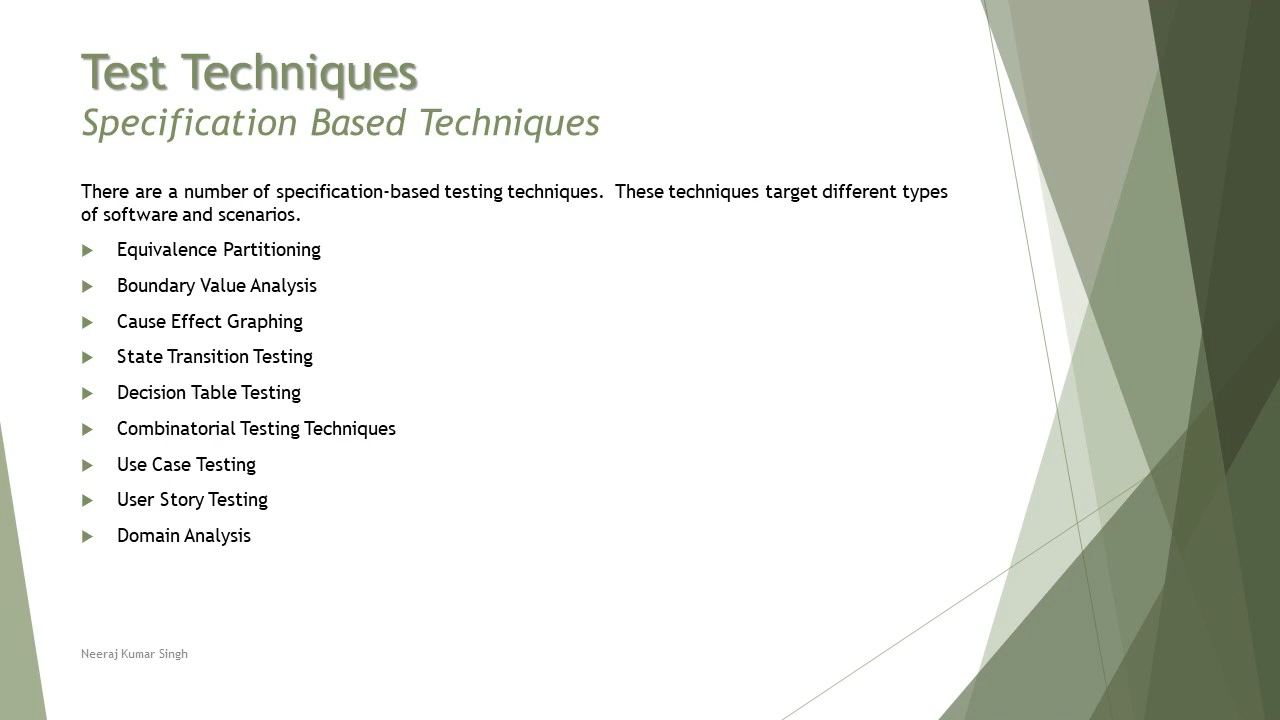 Test Techniques
Specification Based Techniques
There are a number of specification-based testing techniques.  These techniques target different types
of software and scenarios.
Equivalence Partitioning
Boundary Value Analysis
Cause Effect Graphing
State Transition Testing
Decision Table Testing
Combinatorial Testing Techniques
Use Case Testing
User Story Testing
Domain Analysis
Neeraj Kumar Singh